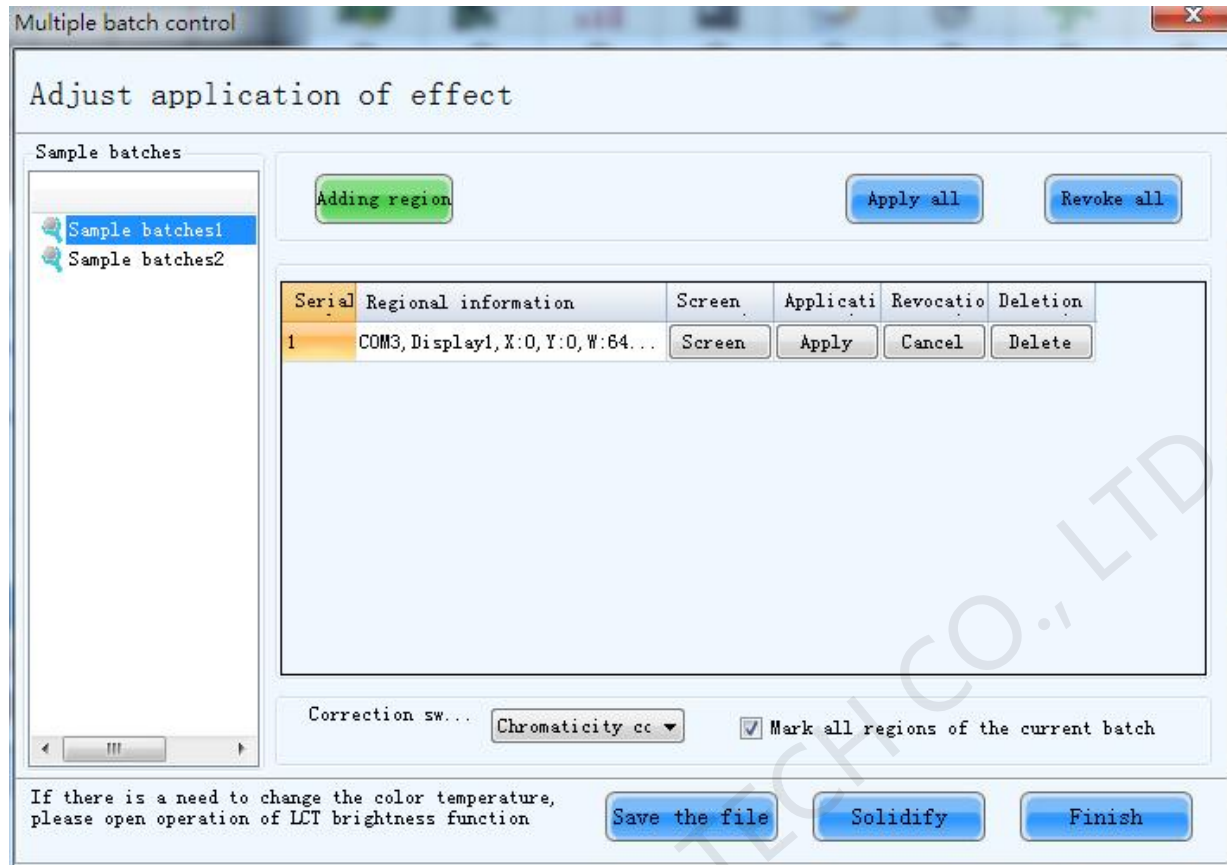 Multiple batch control
Adjust application of effect
Sample batches
Adding region
Apply all
Revoke all
Sample batches1
Sample batches2
Serial Regional information Screen Applicati Revocatio Deletion
1 COM3, Display1, X:0, Y:0, W:64... Screen Apply Cancel Delete
Correction sw... Chromaticity cc
Mark all regions of the current batch
If there is a need to change the color temperature,
please open operation of LCT brightness function
Save the file
Solidify
Finish
TECH CO., LTD